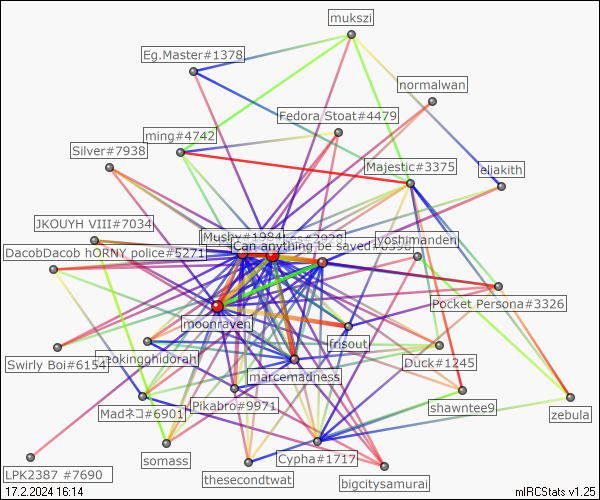 mukszi
Eg.Master#1378
normalwan
Fedora Stoat#4479
ming#4742
Silver#7938
Majestic#3375
eliakith
JKOUYH VIII#7034
Mushy#1984
yoshimanden
Can anything be saved?
DacobDacob hORNY police#5271
Pocket Persona#3326
moonraven
frisout
Swirly Boi#6154
neokingghidorah
Duck#1245
marcemadness
Madネコ#6901
Pikabro#9971
shawntee9
zebula
somass
Cypha#1717
LPK2387 #7690
thesecondtwat
bigcitysamurai
17.2.2024 16:14
mIRCStats v1.25